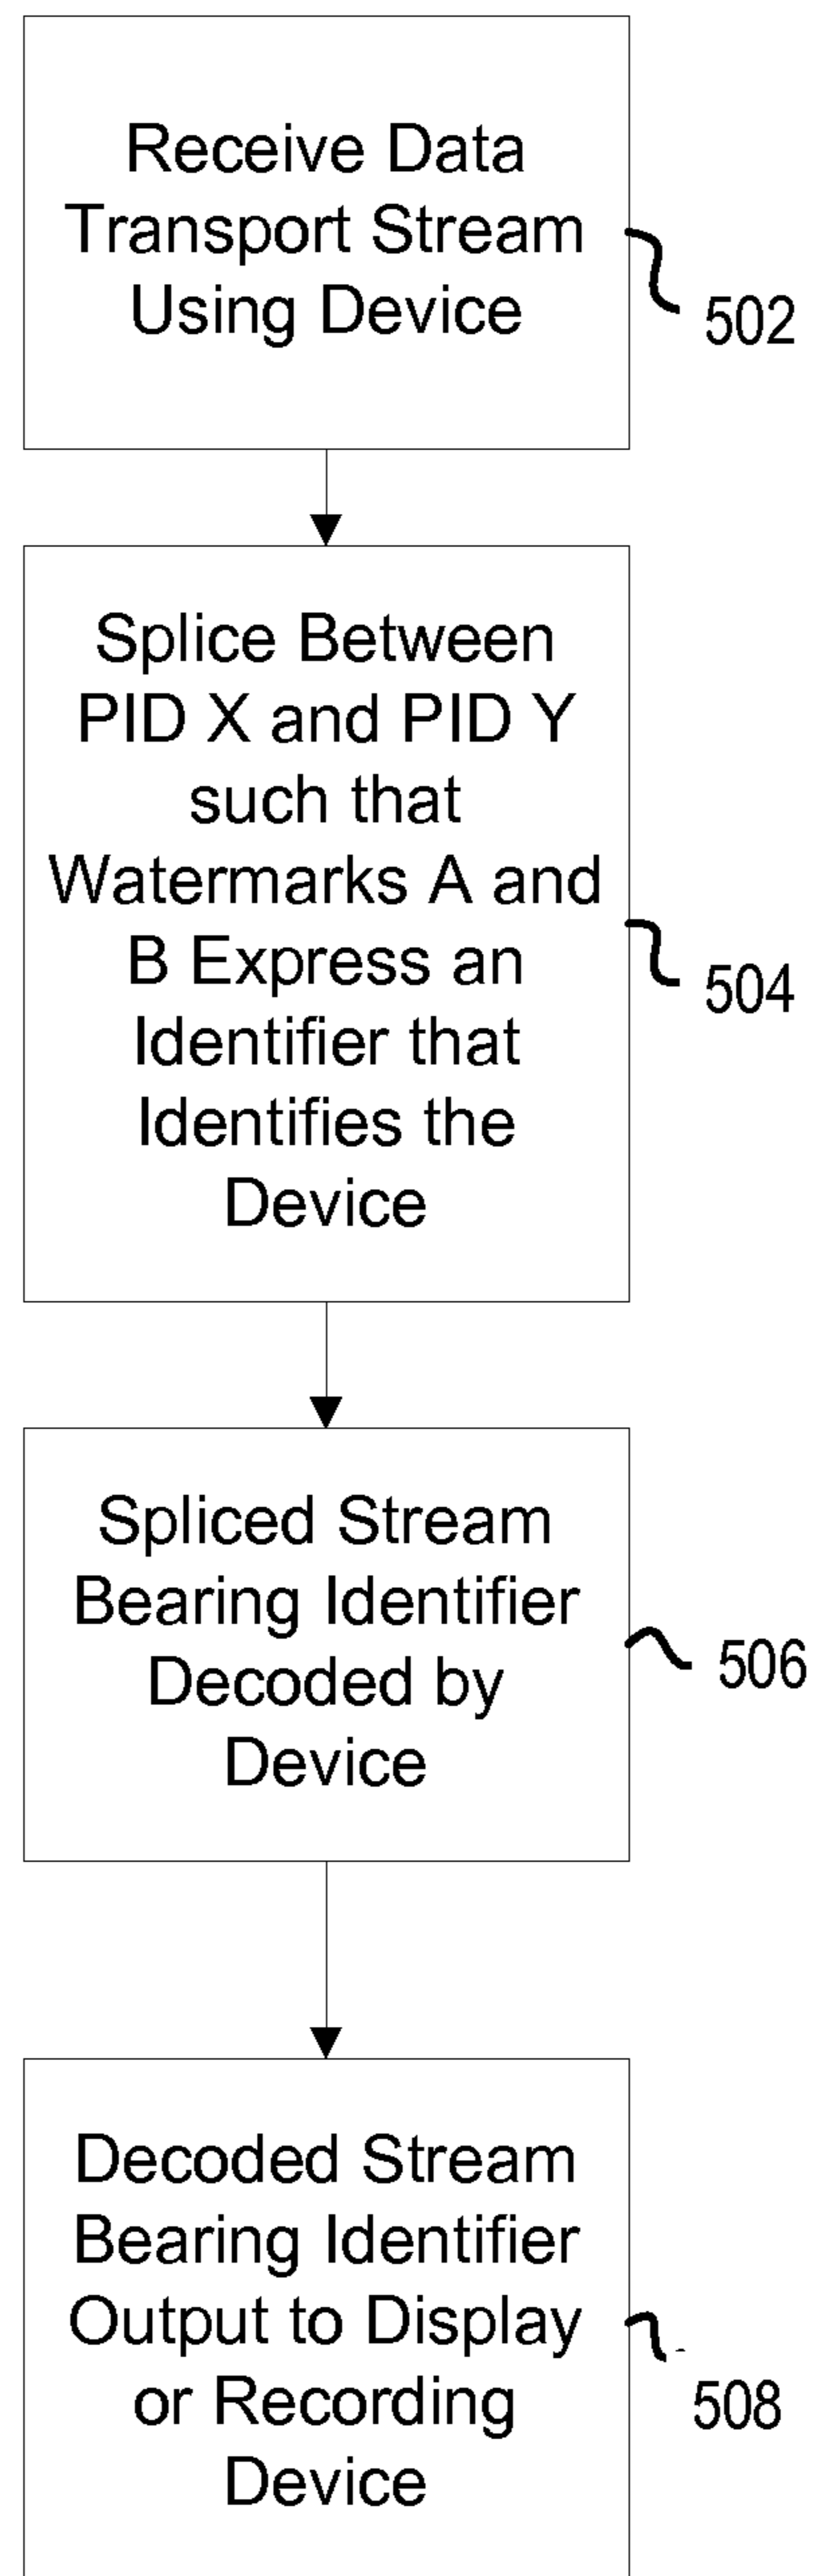 Receive Data
Transport Stream
Using Device
502
Splice Between
PID X and PID Y
such that
Watermarks A and
B Express an
Identifier that
Identifies the
Device
504
Spliced Stream
Bearing Identifier
Decoded by
Device
506
Decoded Stream
Bearing Identifier
Output to Display
or Recording
Device
508